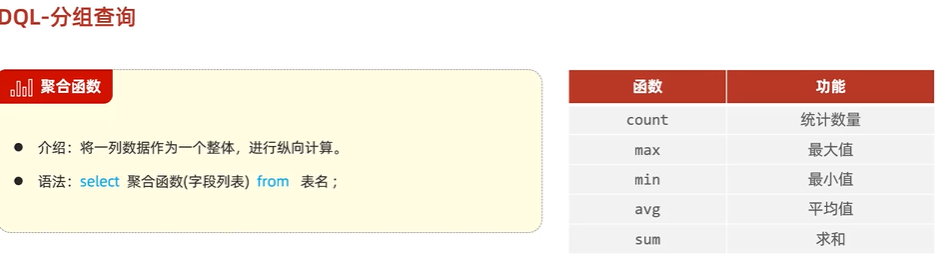 DQL-分组查询
聚合函数
介绍：将一列数据作为一个整体，进行纵向计算。
语法：select 聚合函数(字段列表) from 表名 ;
函数 功能
count 统计数量
max 最大值
min 最小值
avg 平均值
sum 求和